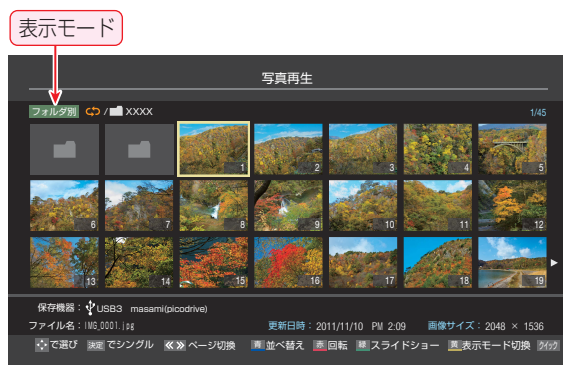 表示モード
写真再生
フォルダ別 / XXXX 1/45
1 2 3 4 5
6 7 8 9 10 11 12
13 14 15 16 17 18 19
保存機器： USB3 masami(picodrive)
ファイル名：IMG_0001.jpg 更新日時：2011/11/10 PM 2:09 画像サイズ：2048 × 1536
で選び 決定 でシングル ≪≫ ページ切換 青 並べ替え 赤 回転 緑 スライドショー 黄 表示モード切換 クイック